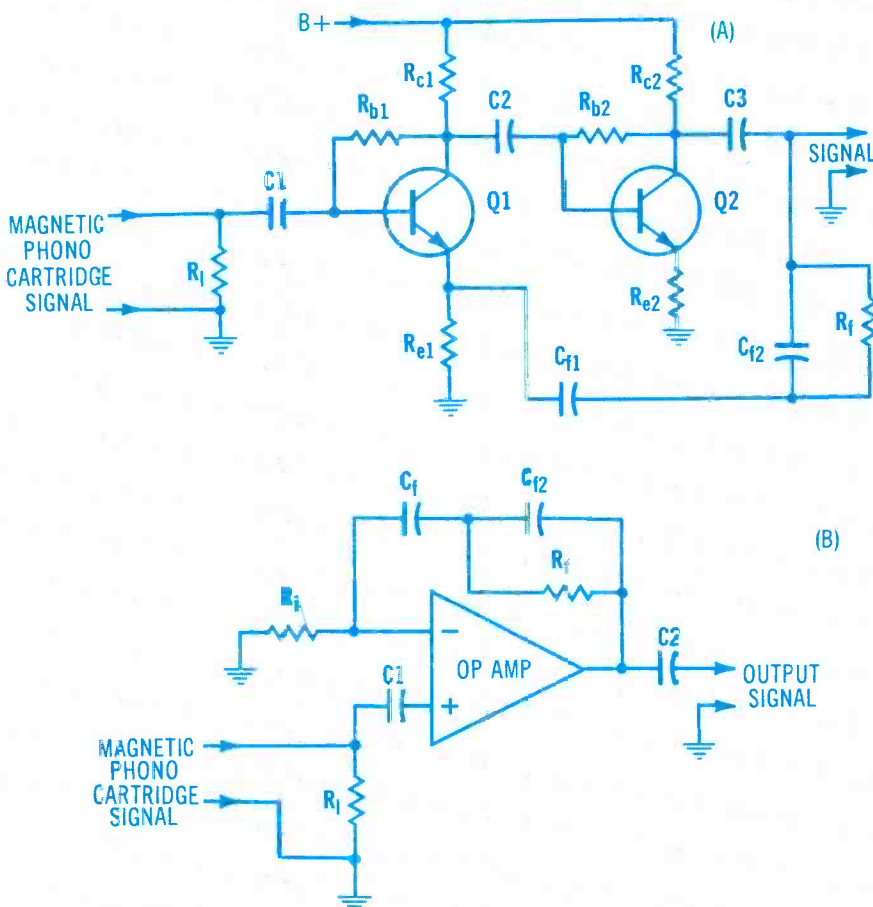 B+
(A)
Rc1
Rc2
Rb1
C2
Rb2
C3
SIGNAL
C1
Q1
Q2
MAGNETIC
PHONO
CARTRIDGE
SIGNAL
Rl
Re2
Rf
Re1
Cf1
Cf2
Cf
Cf2
(B)
Rf
Ri
−
OP AMP
C2
OUTPUT
SIGNAL
C1
+
MAGNETIC
PHONO
CARTRIDGE
SIGNAL
Rl